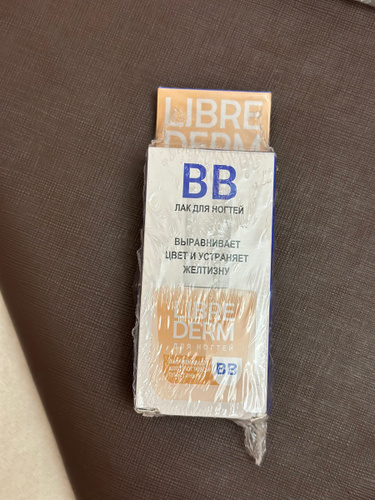 LIBRE
DERM
BB
ЛАК ДЛЯ НОГТЕЙ
ВЫРАВНИВАЕТ
ЦВЕТ И УСТРАНЯЕТ
ЖЕЛТИЗНУ
LIBRE
DERM
ДЛЯ НОГТЕЙ
BB